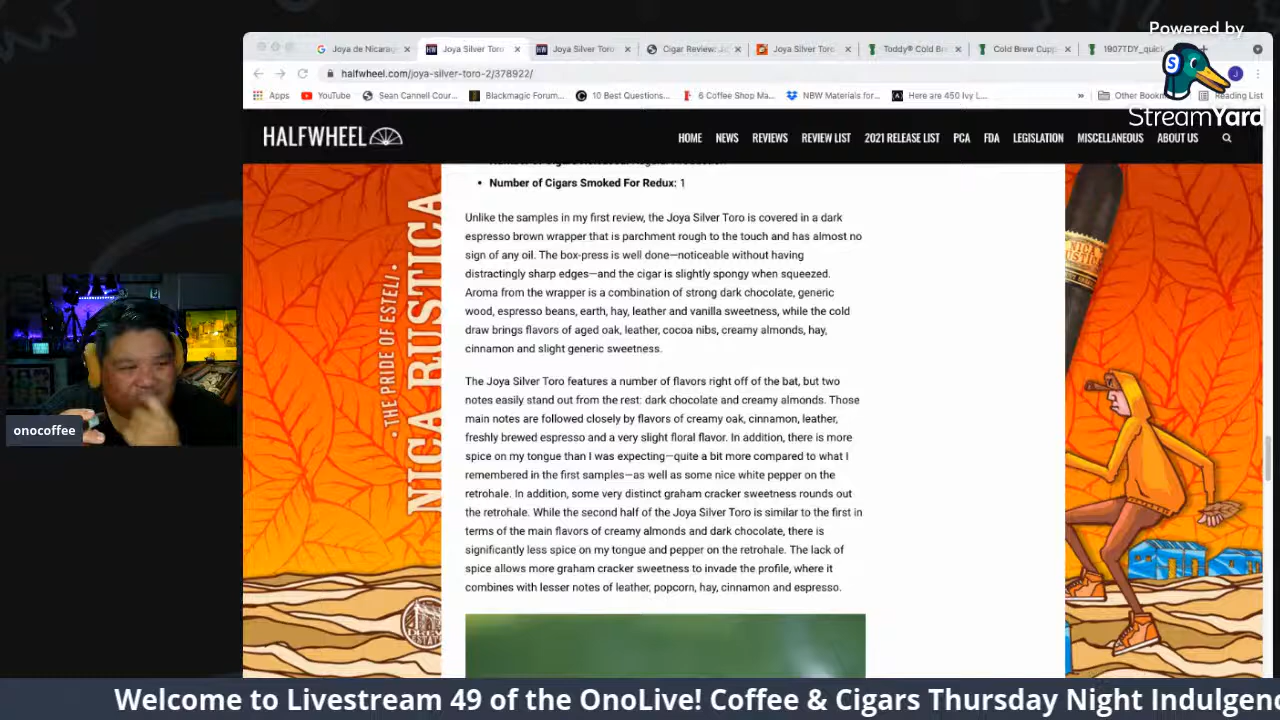 Powered by
StreamYard
Joya de Nicarag
Joya Silver Toro
Joya Silver Toro
Cigar Review: J
Joya Silver Toro
Toddy® Cold Br
Cold Brew Cupp
1907TDY_quick
halfwheel.com/joya-silver-toro-2/378922/
J
Apps
YouTube
Sean Cannell Cour...
Blackmagic Forum...
10 Best Questions...
6 Coffee Shop Ma...
NBW Materials for...
Here are 450 Ivy L...
»
Other Book
Reading List
HALFWHEEL
HOME NEWS REVIEWS REVIEW LIST 2021 RELEASE LIST PCA FDA LEGISLATION MISCELLANEOUS ABOUT US
• Number of Cigars Smoked For Redux: 1
Unlike the samples in my first review, the Joya Silver Toro is covered in a dark
espresso brown wrapper that is parchment rough to the touch and has almost no
sign of any oil. The box-press is well done—noticeable without having
distractingly sharp edges—and the cigar is slightly spongy when squeezed.
Aroma from the wrapper is a combination of strong dark chocolate, generic
wood, espresso beans, earth, hay, leather and vanilla sweetness, while the cold
draw brings flavors of aged oak, leather, cocoa nibs, creamy almonds, hay,
cinnamon and slight generic sweetness.
The Joya Silver Toro features a number of flavors right off of the bat, but two
notes easily stand out from the rest: dark chocolate and creamy almonds. Those
main notes are followed closely by flavors of creamy oak, cinnamon, leather,
freshly brewed espresso and a very slight floral flavor. In addition, there is more
spice on my tongue than I was expecting—quite a bit more compared to what I
remembered in the first samples—as well as some nice white pepper on the
retrohale. In addition, some very distinct graham cracker sweetness rounds out
the retrohale. While the second half of the Joya Silver Toro is similar to the first in
terms of the main flavors of creamy almonds and dark chocolate, there is
significantly less spice on my tongue and pepper on the retrohale. The lack of
spice allows more graham cracker sweetness to invade the profile, where it
combines with lesser notes of leather, popcorn, hay, cinnamon and espresso.
• THE PRIDE OF ESTELI •
NICA RUSTICA
onocoffee
Welcome to Livestream 49 of the OnoLive! Coffee & Cigars Thursday Night Indulgen